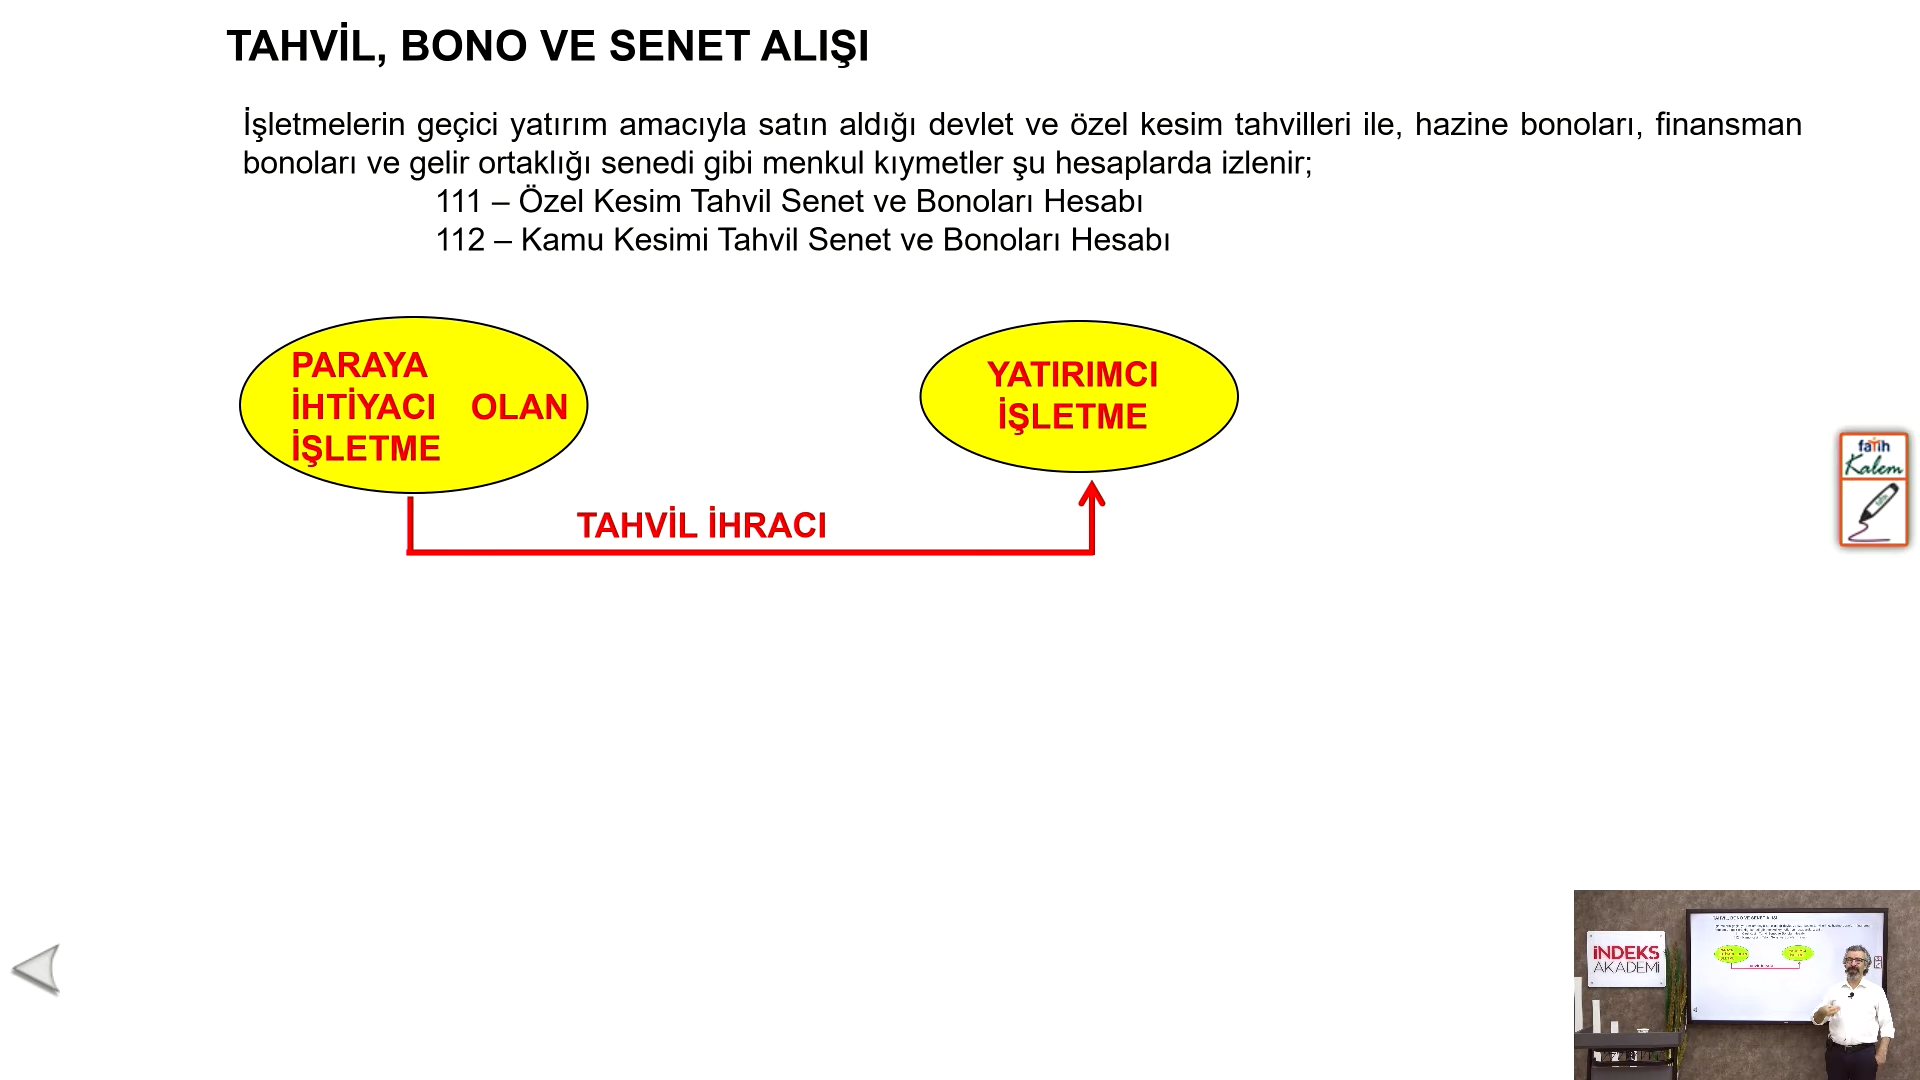 TAHVİL, BONO VE SENET ALIŞI
İşletmelerin geçici yatırım amacıyla satın aldığı devlet ve özel kesim tahvilleri ile, hazine bonoları, finansman
bonoları ve gelir ortaklığı senedi gibi menkul kıymetler şu hesaplarda izlenir;
111 – Özel Kesim Tahvil Senet ve Bonoları Hesabı
112 – Kamu Kesimi Tahvil Senet ve Bonoları Hesabı
PARAYA
İHTİYACI OLAN
İŞLETME
YATIRIMCI
İŞLETME
TAHVİL İHRACI
fatih
Kalem
İNDEKS
AKADEMİ